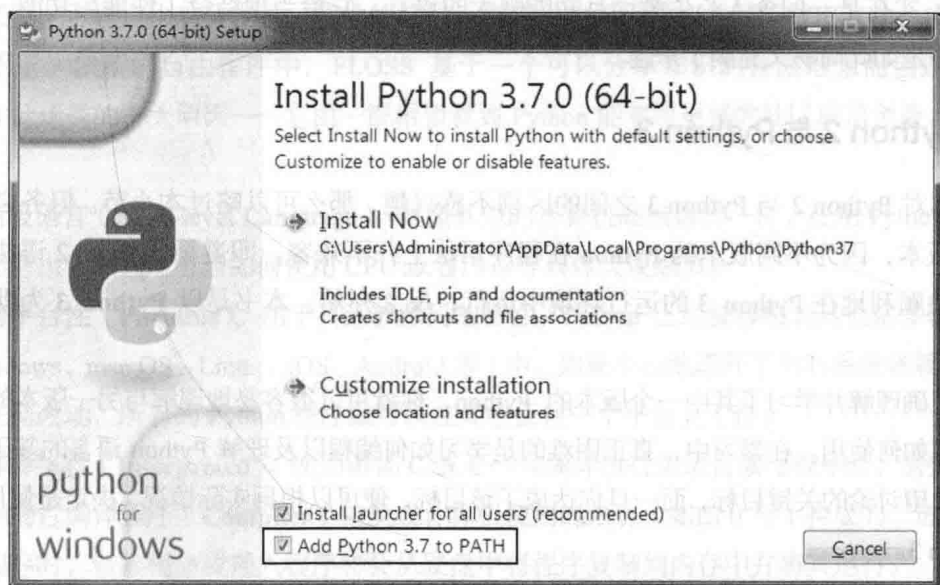 Python 3.7.0 (64-bit) Setup
Install Python 3.7.0 (64-bit)
Select Install Now to install Python with default settings, or choose
Customize to enable or disable features.
Install Now
C:\Users\Administrator\AppData\Local\Programs\Python\Python37
Includes IDLE, pip and documentation
Creates shortcuts and file associations
Customize installation
Choose location and features
python
for
windows
Install launcher for all users (recommended)
Add Python 3.7 to PATH
Cancel